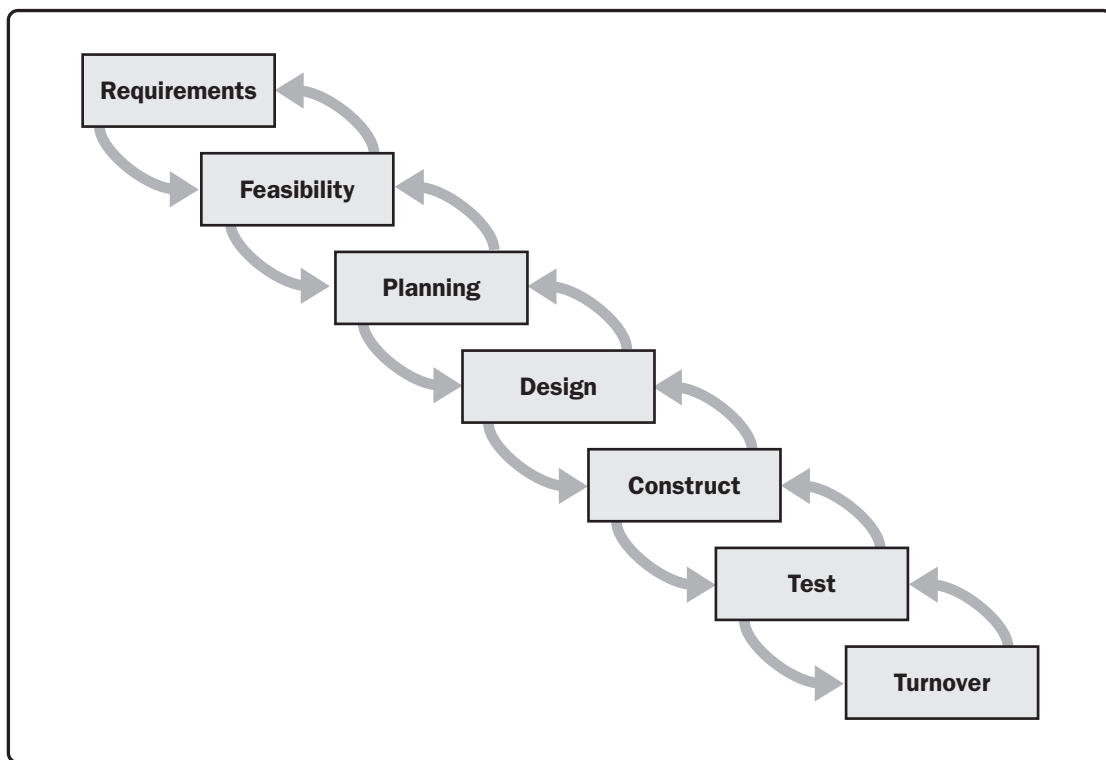 Requirements
Feasibility
Planning
Design
Construct
Test
Turnover